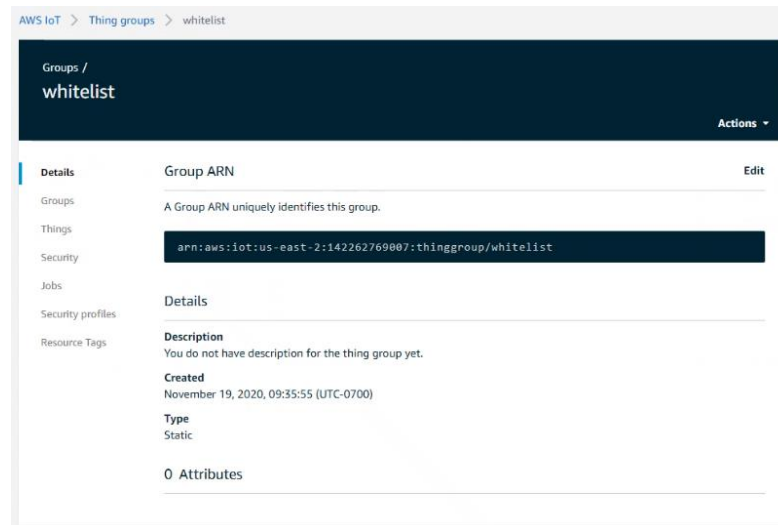 AWS IoT > Thing groups > whitelist
Groups /
whitelist
Actions
Details
Groups
Things
Security
Jobs
Security profiles
Resource Tags
Group ARN
Edit
A Group ARN uniquely identifies this group.
arn:aws:iot:us-east-2:142262769007:thinggroup/whitelist
Details
Description
You do not have description for the thing group yet.
Created
November 19, 2020, 09:35:55 (UTC-0700)
Type
Static
0 Attributes